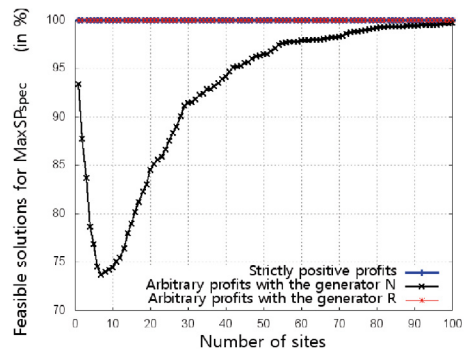 Feasible solutions for MaxSPspec (in %)
100
95
90
85
80
75
70
0 10 20 30 40 50 60 70 80 90 100
Strictly positive profits
Arbitrary profits with the generator N
Arbitrary profits with the generator R
Number of sites